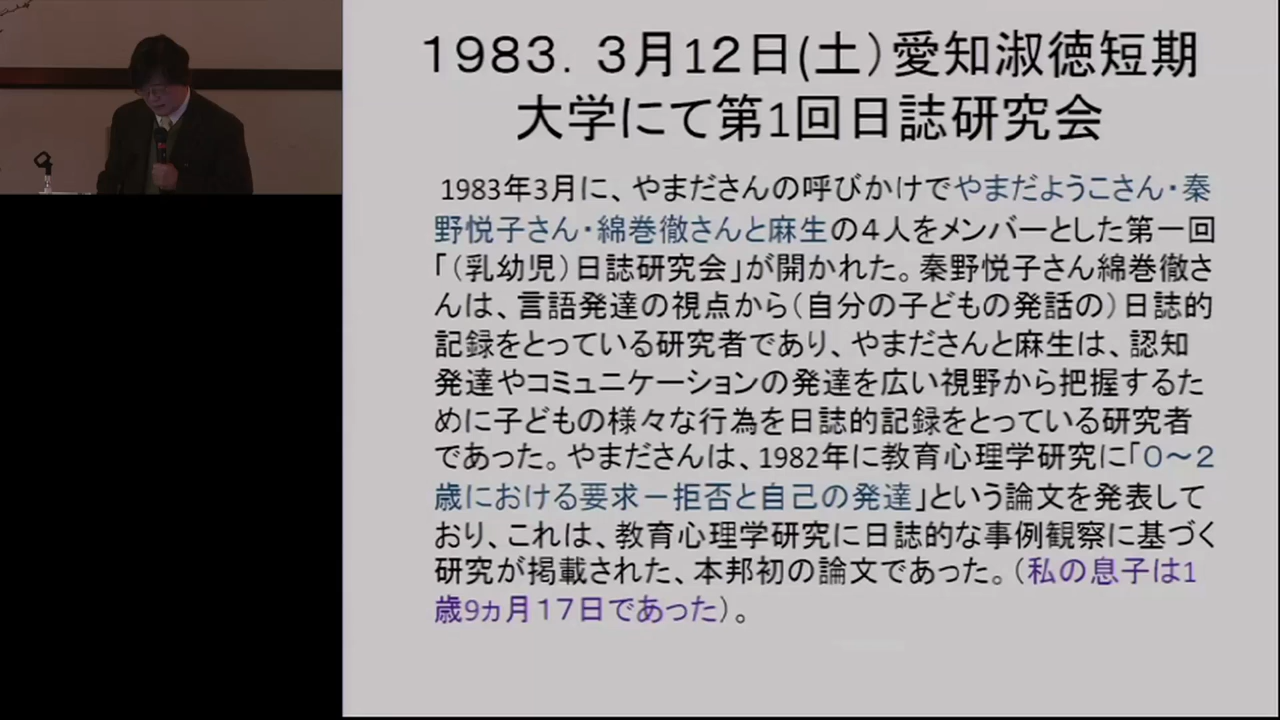 １９８３．３月１２日(土）愛知淑徳短期
大学にて第1回日誌研究会
1983年3月に、やまださんの呼びかけでやまだようこさん・秦
野悦子さん・綿巻徹さんと麻生の４人をメンバーとした第一回
「（乳幼児）日誌研究会」が開かれた。秦野悦子さん綿巻徹さ
んは、言語発達の視点から（自分の子どもの発話の）日誌的
記録をとっている研究者であり、やまださんと麻生は、認知
発達やコミュニケーションの発達を広い視野から把握するた
めに子どもの様々な行為を日誌的記録をとっている研究者
であった。やまださんは、1982年に教育心理学研究に「０～２
歳における要求－拒否と自己の発達」という論文を発表して
おり、これは、教育心理学研究に日誌的な事例観察に基づく
研究が掲載された、本邦初の論文であった。（私の息子は1
歳9ヵ月１７日であった）。